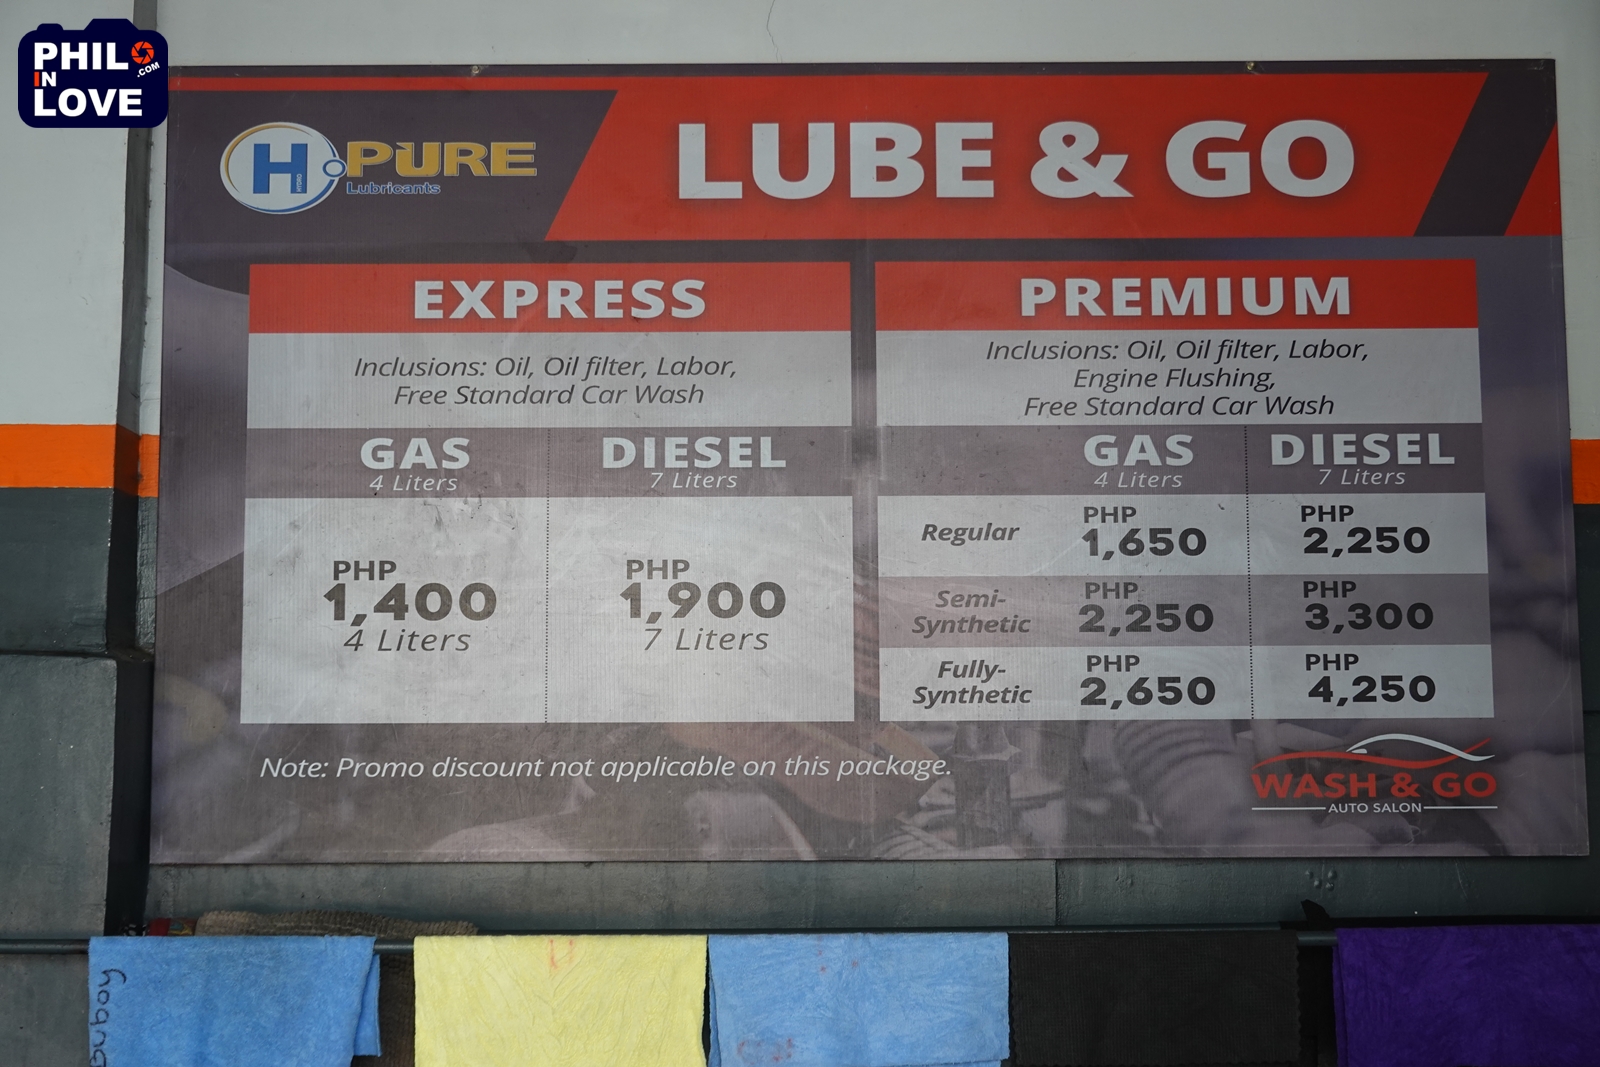 PHIL
IN
.COM
LOVE
H
HYDRO
PURE
Lubricants
LUBE & GO
EXPRESS
Inclusions: Oil, Oil filter, Labor,
Free Standard Car Wash
GAS
4 Liters
DIESEL
7 Liters
PHP
1,400
4 Liters
PHP
1,900
7 Liters
PREMIUM
Inclusions: Oil, Oil filter, Labor,
Engine Flushing,
Free Standard Car Wash
GAS
4 Liters
DIESEL
7 Liters
Regular
PHP
1,650
PHP
2,250
Semi-
Synthetic
PHP
2,250
PHP
3,300
Fully-
Synthetic
PHP
2,650
PHP
4,250
Note: Promo discount not applicable on this package.
WASH & GO
AUTO SALON